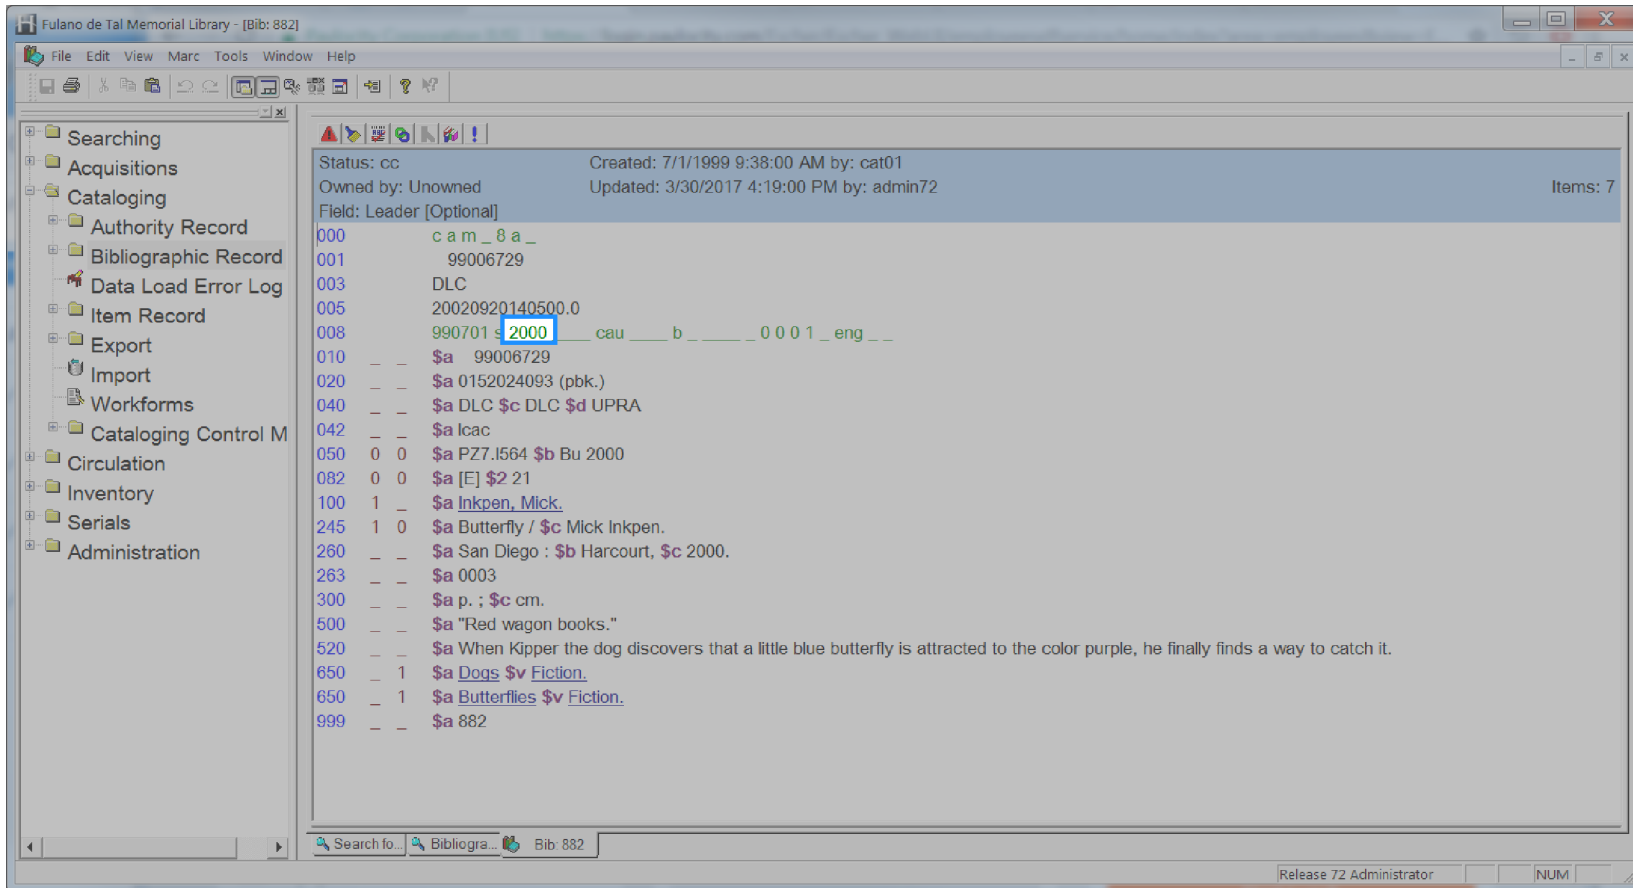 Fulano de Tal Memorial Library - [Bib: 882]
File Edit View Marc Tools Window Help
Searching
Acquisitions
Cataloging
Authority Record
Bibliographic Record
Data Load Error Log
Item Record
Export
Import
Workforms
Cataloging Control M
Circulation
Inventory
Serials
Administration
Status: cc Created: 7/1/1999 9:38:00 AM by: cat01
Owned by: Unowned Updated: 3/30/2017 4:19:00 PM by: admin72 Items: 7
Field: Leader [Optional]
000 c a m _ 8 a _
001 99006729
003 DLC
005 20020920140500.0
008 990701 s 2000 ____ cau ____ b _ ____ _ 0 0 0 1 _ eng _ _
010 _ _ $a 99006729
020 _ _ $a 0152024093 (pbk.)
040 _ _ $a DLC $c DLC $d UPRA
042 _ _ $a lcac
050 0 0 $a PZ7.I564 $b Bu 2000
082 0 0 $a [E] $2 21
100 1 _ $a Inkpen, Mick.
245 1 0 $a Butterfly / $c Mick Inkpen.
260 _ _ $a San Diego : $b Harcourt, $c 2000.
263 _ _ $a 0003
300 _ _ $a p. ; $c cm.
500 _ _ $a "Red wagon books."
520 _ _ $a When Kipper the dog discovers that a little blue butterfly is attracted to the color purple, he finally finds a way to catch it.
650 _ 1 $a Dogs $v Fiction.
650 _ 1 $a Butterflies $v Fiction.
999 _ _ $a 882
Search fo... Bibliogra... Bib: 882
Release 72 Administrator NUM